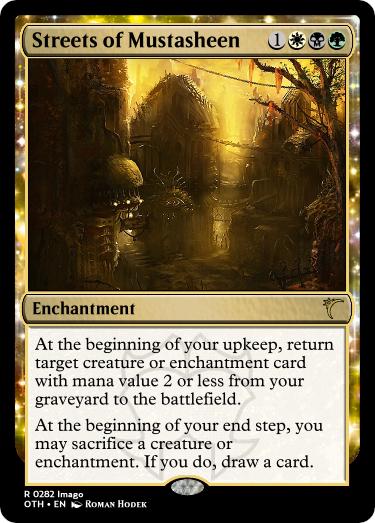 Streets of Mustasheen 1
Enchantment
At the beginning of your upkeep, return
target creature or enchantment card
with mana value 2 or less from your
graveyard to the battlefield.
At the beginning of your end step, you
may sacrifice a creature or
enchantment. If you do, draw a card.
R 0282 Imago
OTH • EN ROMAN HODEK